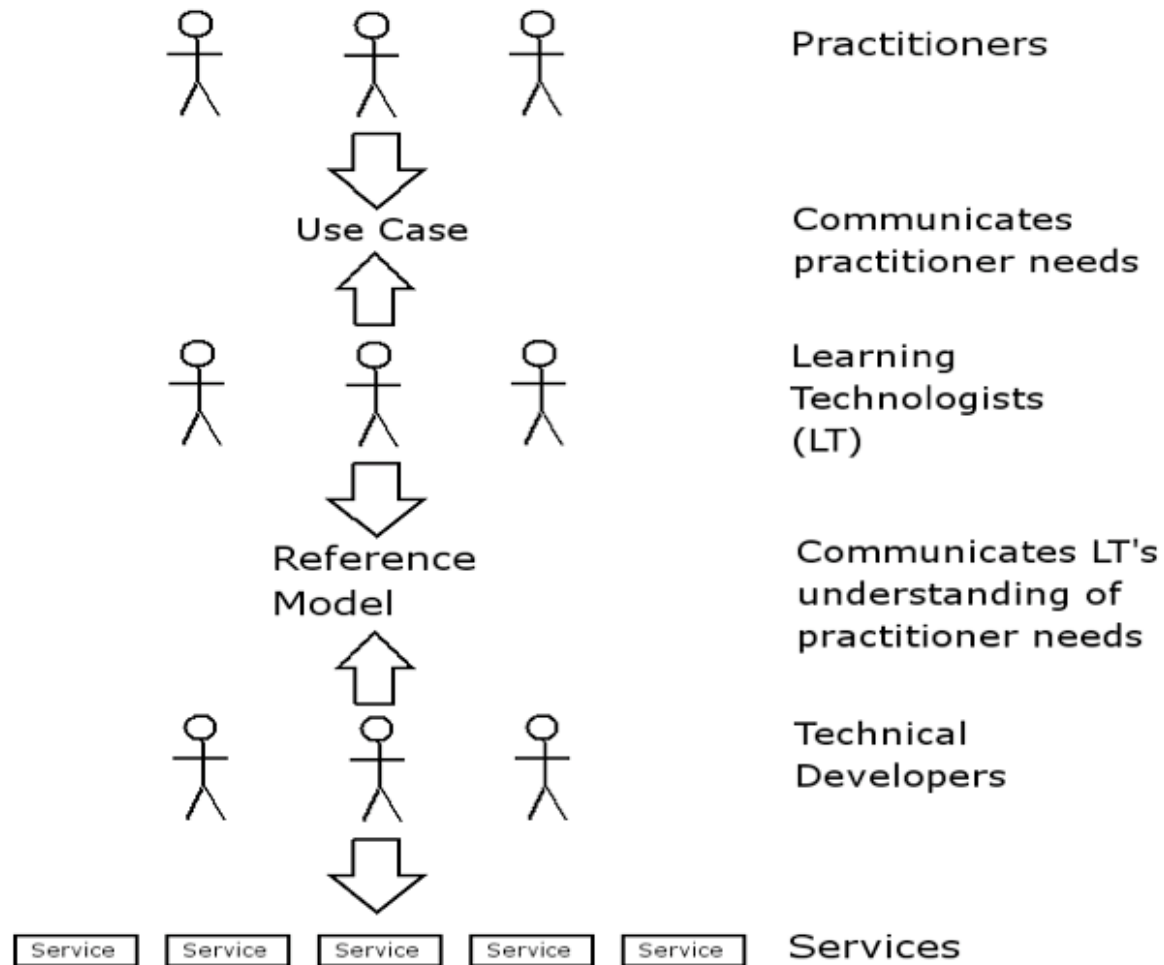 Practitioners
Use Case
Communicates
practitioner needs
Learning
Technologists
(LT)
Reference
Model
Communicates LT's
understanding of
practitioner needs
Technical
Developers
Service Service Service Service Service Services